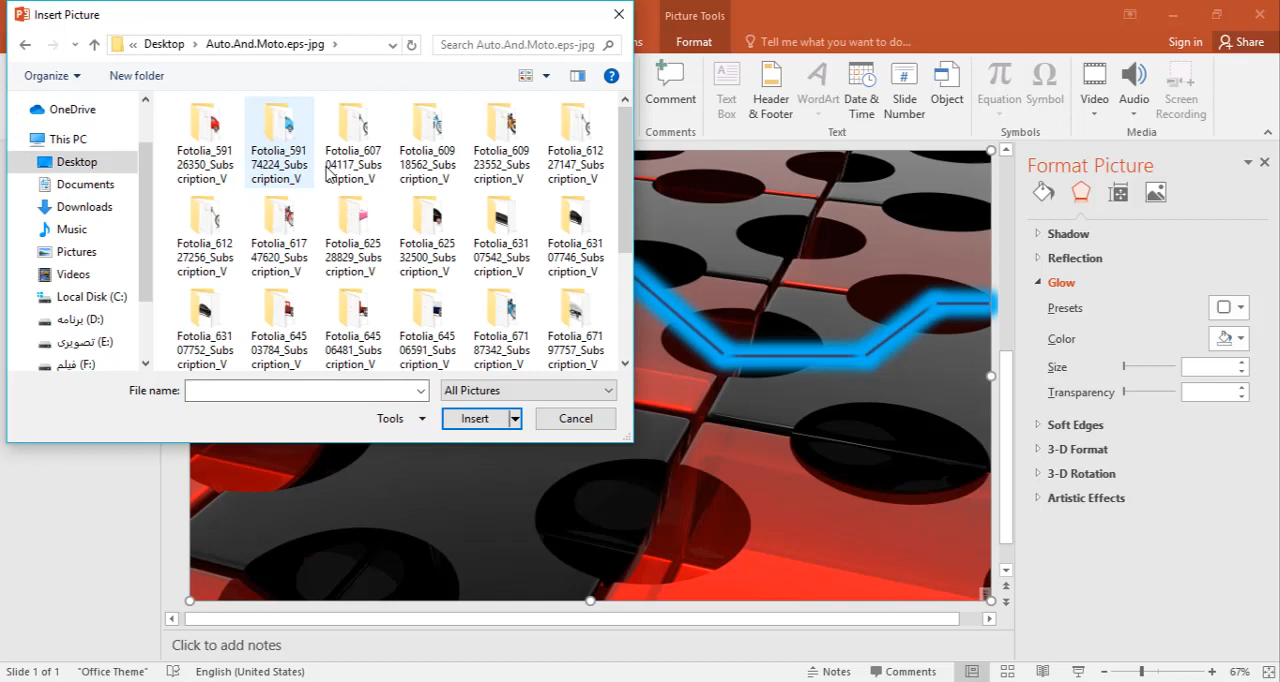 Insert Picture
Picture Tools
Format
Tell me what you want to do...
Sign in
Share
« Desktop › Auto.And.Moto.eps-jpg ›
Search Auto.And.Moto.eps-jpg
Organize
New folder
OneDrive
This PC
Desktop
Documents
Downloads
Music
Pictures
Videos
Local Disk (C:)
برنامه (D:)
تصویری (E:)
فیلم (F:)
Fotolia_591
26350_Subs
cription_V
Fotolia_591
74224_Subs
cription_V
Fotolia_607
04117_Subs
cription_V
Fotolia_609
18562_Subs
cription_V
Fotolia_609
25552_Subs
cription_V
Fotolia_612
27147_Subs
cription_V
Fotolia_612
27256_Subs
cription_V
Fotolia_617
47620_Subs
cription_V
Fotolia_625
28829_Subs
cription_V
Fotolia_625
32500_Subs
cription_V
Fotolia_631
07542_Subs
cription_V
Fotolia_631
07746_Subs
cription_V
Fotolia_631
07752_Subs
cription_V
Fotolia_645
03784_Subs
cription_V
Fotolia_645
06481_Subs
cription_V
Fotolia_645
06591_Subs
cription_V
Fotolia_671
87342_Subs
cription_V
Fotolia_671
97757_Subs
cription_V
File name:
All Pictures
Tools
Insert
Cancel
Comment
Comments
Text
Box
Header
& Footer
WordArt
Date &
Time
Slide
Number
Object
Text
Equation
Symbol
Symbols
Video
Audio
Screen
Recording
Media
Format Picture
Shadow
Reflection
Glow
Presets
Color
Size
Transparency
Soft Edges
3-D Format
3-D Rotation
Artistic Effects
Click to add notes
Slide 1 of 1
"Office Theme"
English (United States)
Notes
Comments
67%